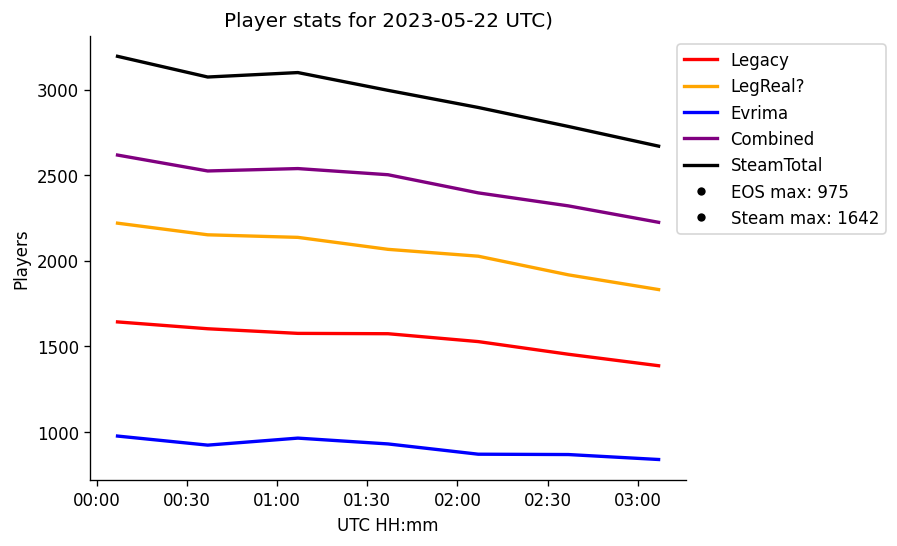 Player stats for 2023-05-22 UTC)
Players
3000
2500
2000
1500
1000
00:00 00:30 01:00 01:30 02:00 02:30 03:00
UTC HH:mm
Legacy
LegReal?
Evrima
Combined
SteamTotal
EOS max: 975
Steam max: 1642